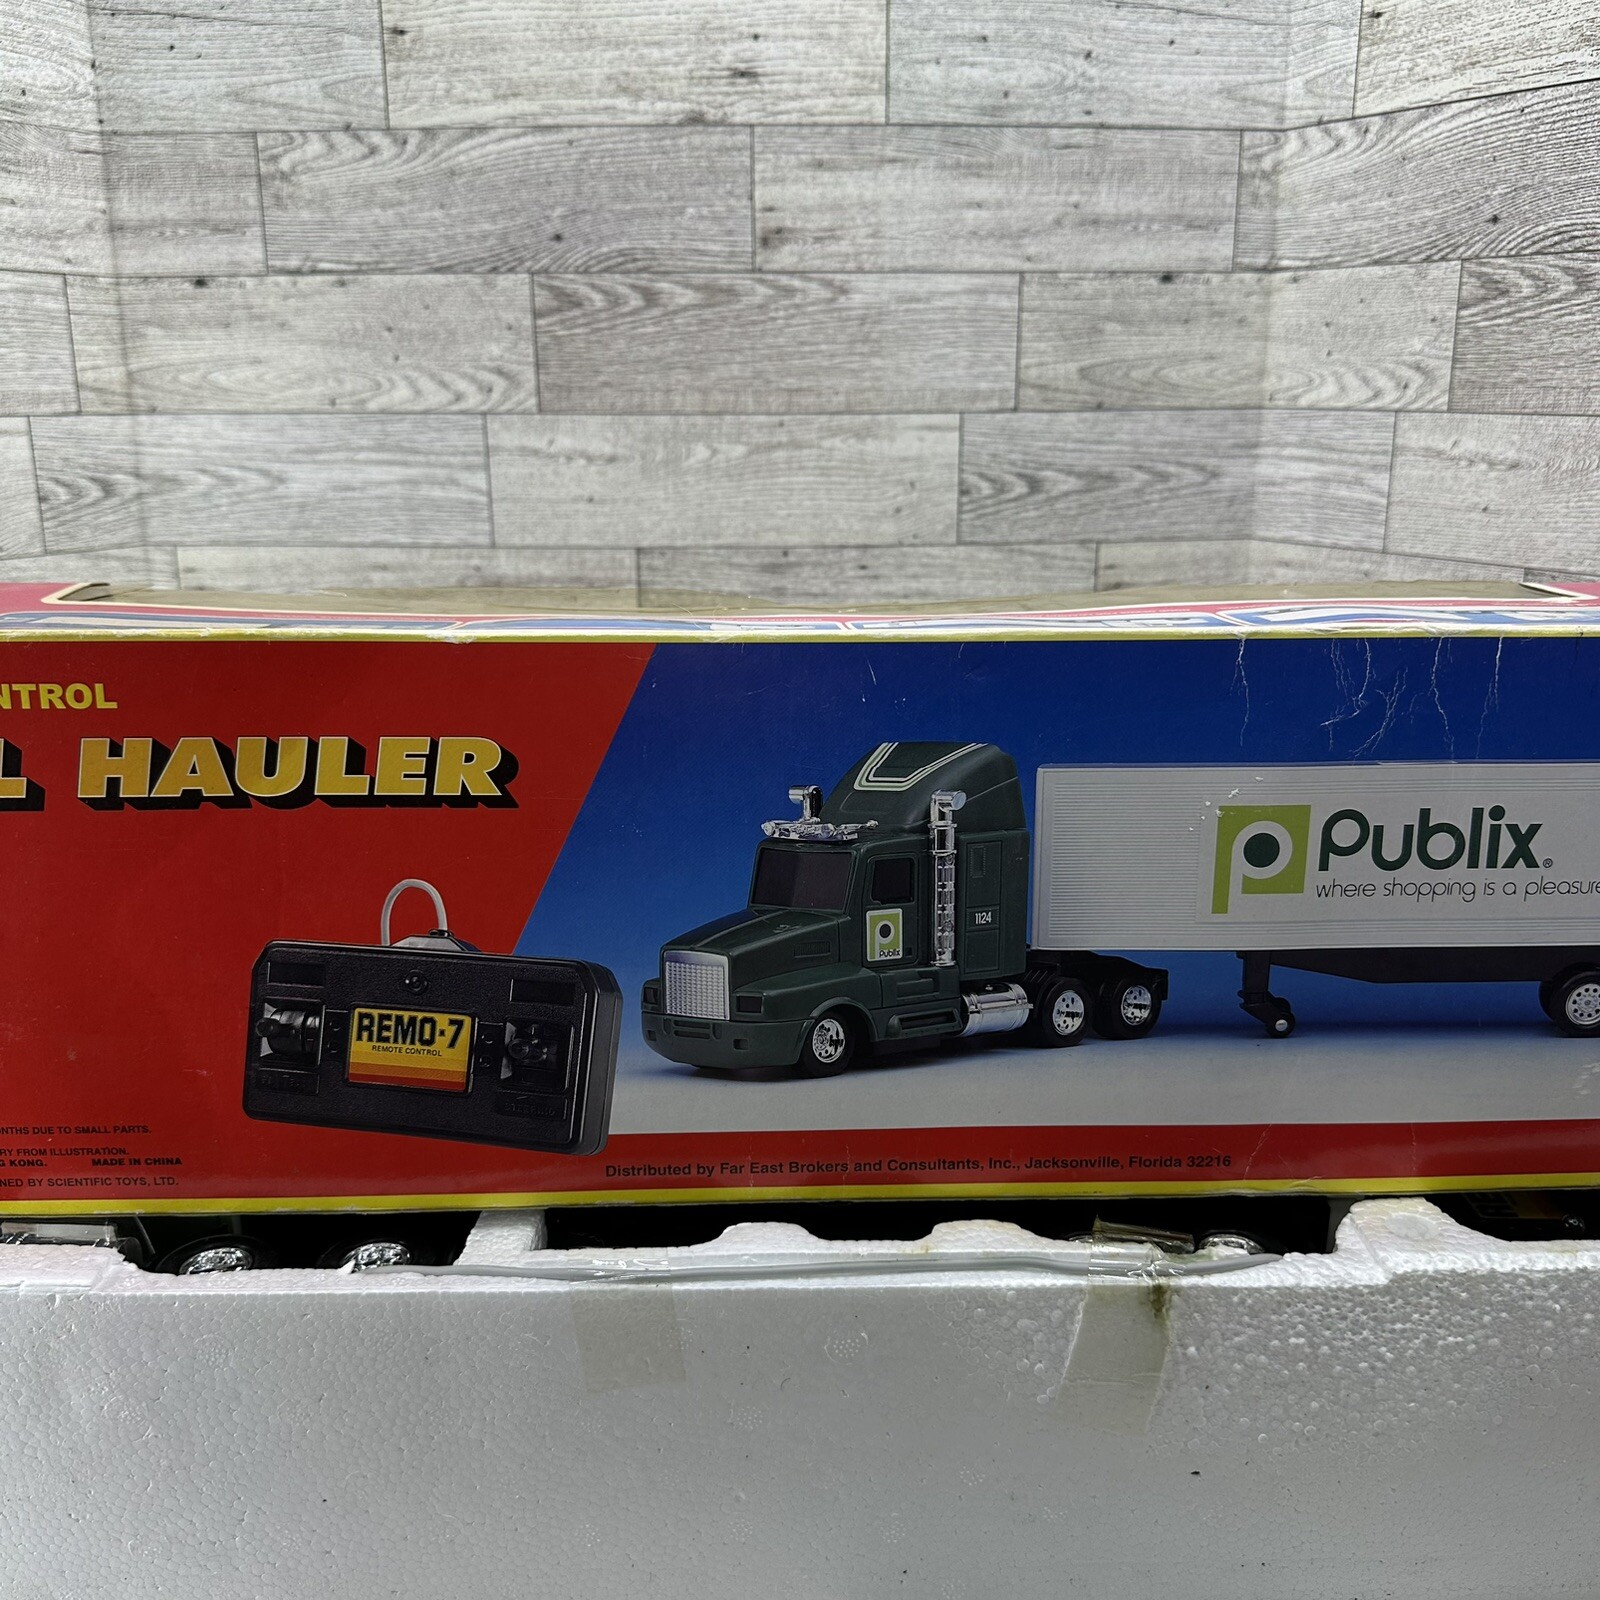 NTROL
L HAULER
REMO-7
REMOTE CONTROL
1124
Publix
Publix®
where shopping is a pleasure
NTHS DUE TO SMALL PARTS.
RY FROM ILLUSTRATION.
G KONG. MADE IN CHINA
NED BY SCIENTIFIC TOYS, LTD.
Distributed by Far East Brokers and Consultants, Inc., Jacksonville, Florida 32216